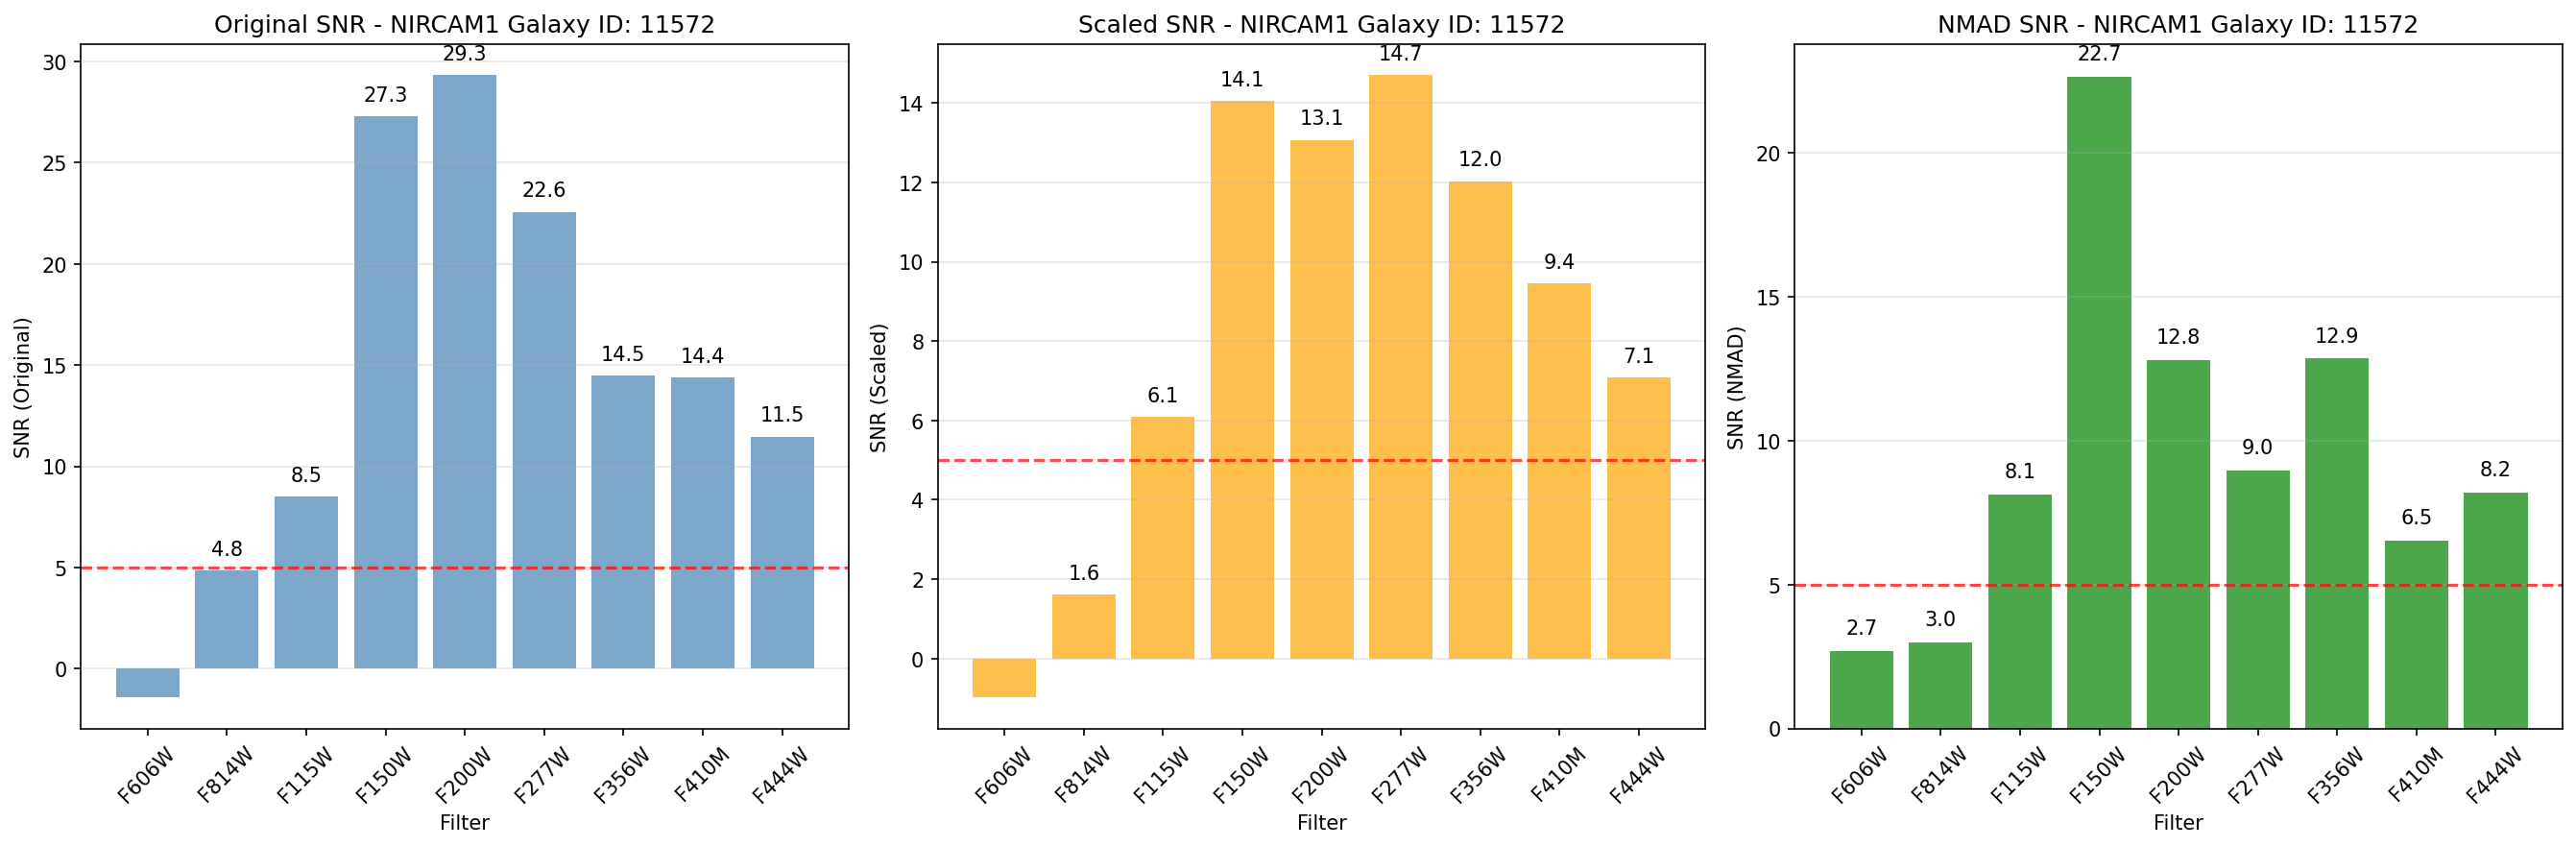 Original SNR - NIRCAM1 Galaxy ID: 11572
SNR (Original)
30
25
20
15
10
5
0
4.8
8.5
27.3
29.3
22.6
14.5
14.4
11.5
F606W
F814W
F115W
F150W
F200W
F277W
F356W
F410M
F444W
Filter
Scaled SNR - NIRCAM1 Galaxy ID: 11572
SNR (Scaled)
14
12
10
8
6
4
2
0
1.6
6.1
14.1
13.1
14.7
12.0
9.4
7.1
F606W
F814W
F115W
F150W
F200W
F277W
F356W
F410M
F444W
Filter
NMAD SNR - NIRCAM1 Galaxy ID: 11572
SNR (NMAD)
20
15
10
5
0
2.7
3.0
8.1
22.7
12.8
9.0
12.9
6.5
8.2
F606W
F814W
F115W
F150W
F200W
F277W
F356W
F410M
F444W
Filter